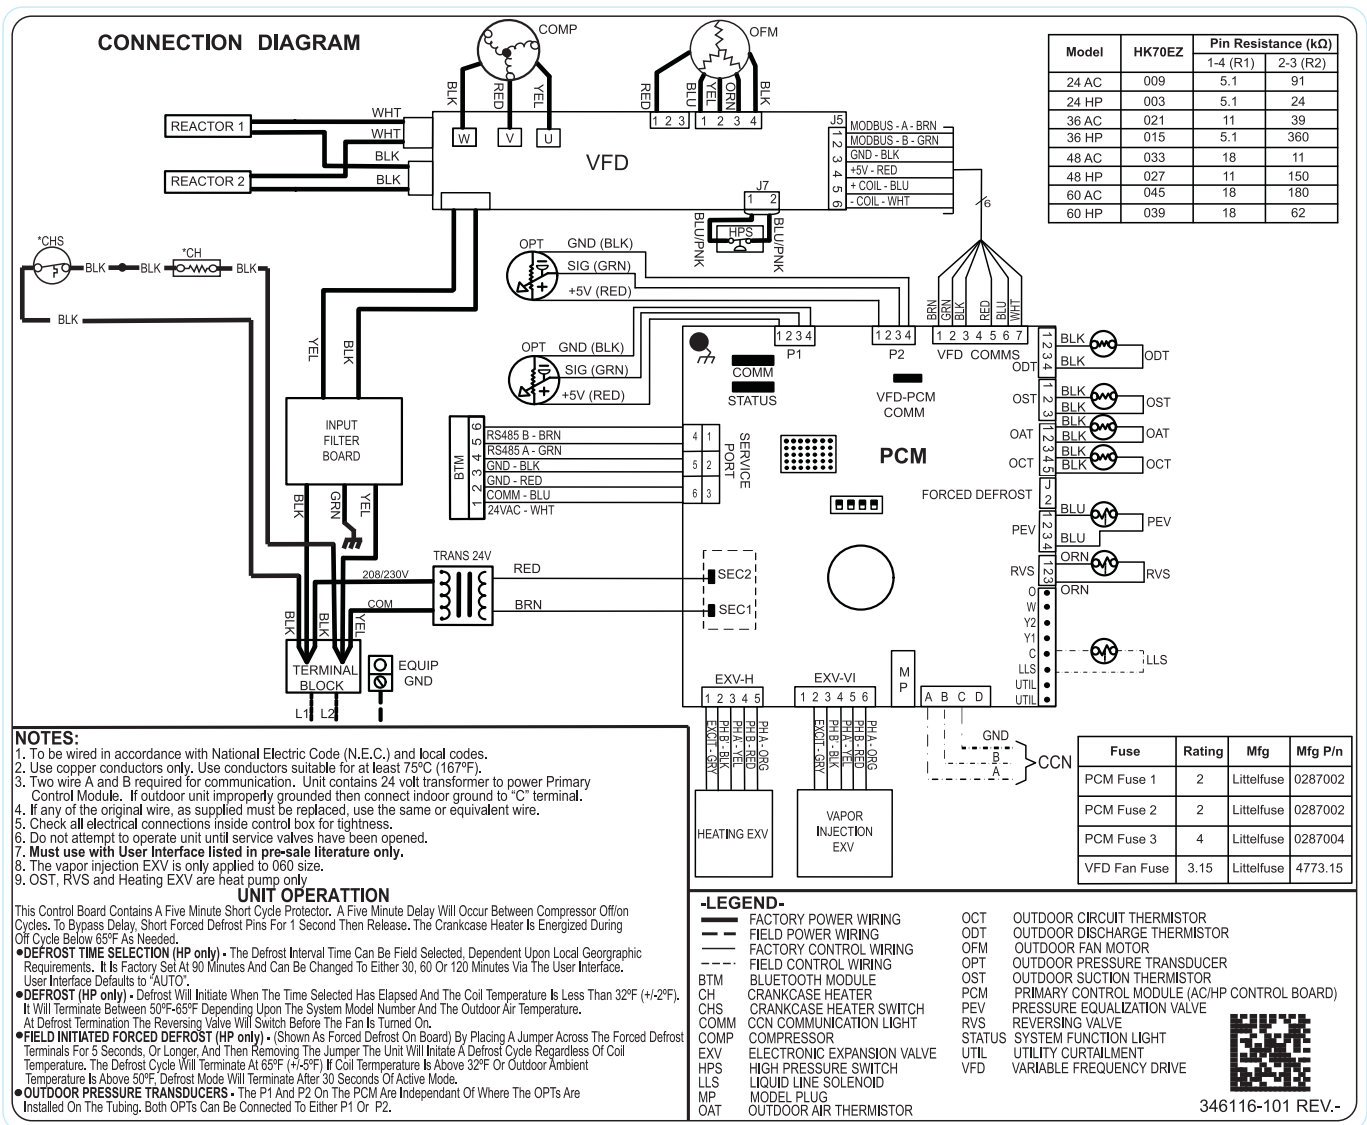 CONNECTION DIAGRAM
COMP
OFM
BLK
RED
YEL
RED
BLU
YEL
ORN
BLK
REACTOR 1
REACTOR 2
WHT
WHT
BLK
BLK
W
V
U
1 2 3
1 2 3 4
VFD
J5
1 2 3 4 5 6
MODBUS - A - BRN
MODBUS - B - GRN
GND - BLK
+5V - RED
+ COIL - BLU
- COIL - WHT
6
J7
1 2
HPS
BLU/PNK
BLU/PNK
Model HK70EZ Pin Resistance (kΩ)
1-4 (R1) 2-3 (R2)
24 AC 009 5.1 91
24 HP 003 5.1 24
36 AC 021 11 39
36 HP 015 5.1 360
48 AC 033 18 11
48 HP 027 11 150
60 AC 045 18 180
60 HP 039 18 62
*CHS
BLK
BLK
*CH
BLK
BLK
YEL
BLK
OPT
GND (BLK)
SIG (GRN)
+5V (RED)
OPT
GND (BLK)
SIG (GRN)
+5V (RED)
BRN
GRN
BLK
RED
BLU
WHT
1 2 3 4
P1
1 2 3 4
P2
1 2 3 4 5 6 7
VFD COMMS
COMM
STATUS
VFD-PCM
COMM
PCM
INPUT
FILTER
BOARD
BLK
GRN
YEL
BTM
1 2 3 4 5 6
RS485 B - BRN
RS485 A - GRN
GND - BLK
GND - RED
COMM - BLU
24VAC - WHT
4 1
5 2
6 3
SERVICE
PORT
ODT
1 2 3 4
BLK
BLK
ODT
OST
1 2 3
BLK
BLK
OST
OAT
1 2 3 4 5
BLK
BLK
OAT
OCT
BLK
BLK
OCT
FORCED DEFROST
J2
PEV
1 2 3 4
BLU
BLU
PEV
RVS
1 2 3
ORN
ORN
RVS
O
W
Y2
Y1
C
LLS
UTIL
UTIL
LLS
TRANS 24V
208/230V
COM
RED
BRN
SEC2
SEC1
BLK
BLK
YEL
TERMINAL
BLOCK
L1 L2
EQUIP
GND
EXV-H
1 2 3 4 5
EXCIT - GRY
PH B' - BLK
PH A' - YEL
PH B - RED
PH A - ORG
HEATING EXV
EXV-VI
1 2 3 4 5 6
EXCIT - GRY
PH B' - BLK
PH A' - YEL
PH B - RED
PH A - ORG
VAPOR
INJECTION
EXV
MP
A B C D
GND
B
A
CCN
Fuse Rating Mfg Mfg P/n
PCM Fuse 1 2 Littelfuse 0287002
PCM Fuse 2 2 Littelfuse 0287002
PCM Fuse 3 4 Littelfuse 0287004
VFD Fan Fuse 3.15 Littelfuse 4773.15
NOTES:
1. To be wired in accordance with National Electric Code (N.E.C.) and local codes.
2. Use copper conductors only. Use conductors suitable for at least 75ºC (167ºF).
3. Two wire A and B required for communication. Unit contains 24 volt transformer to power Primary
Control Module. If outdoor unit improperly grounded then connect indoor ground to “C” terminal.
4. If any of the original wire, as supplied must be replaced, use the same or equivalent wire.
5. Check all electrical connections inside control box for tightness.
6. Do not attempt to operate unit until service valves have been opened.
7. Must use with User Interface listed in pre-sale literature only.
8. The vapor injection EXV is only applied to 060 size.
9. OST, RVS and Heating EXV are heat pump only
UNIT OPERATTION
This Control Board Contains A Five Minute Short Cycle Protector. A Five Minute Delay Will Occur Between Compressor Off/on
Cycles. To Bypass Delay, Short Forced Defrost Pins For 1 Second Then Release. The Crankcase Heater Is Energized During
Off Cycle Below 65ºF As Needed.
●DEFROST TIME SELECTION (HP only) - The Defrost Interval Time Can Be Field Selected, Dependent Upon Local Georgraphic
Requirements. It Is Factory Set At 90 Minutes And Can Be Changed To Either 30, 60 Or 120 Minutes Via The User Interface.
User Interface Defaults to “AUTO”.
●DEFROST (HP only) - Defrost Will Initiate When The Time Selected Has Elapsed And The Coil Temperature Is Less Than 32ºF (+/-2ºF).
It Will Terminate Between 50ºF-65ºF Depending Upon The System Model Number And The Outdoor Air Temperature.
At Defrost Termination The Reversing Valve Will Switch Before The Fan Is Turned On.
●FIELD INITIATED FORCED DEFROST (HP only) - (Shown As Forced Defrost On Board) By Placing A Jumper Across The Forced Defrost
Terminals For 5 Seconds, Or Longer, And Then Removing The Jumper The Unit Will Initate A Defrost Cycle Regardless Of Coil
Temperature. The Defrost Cycle Will Terminate At 65ºF (+/-5ºF) If Coil Temperature Is Above 32ºF Or Outdoor Ambient
Temperature Is Above 50ºF, Defrost Mode Will Terminate After 30 Seconds Of Active Mode.
●OUTDOOR PRESSURE TRANSDUCERS - The P1 And P2 On The PCM Are Independant Of Where The OPTs Are
Installed On The Tubing. Both OPTs Can Be Connected To Either P1 Or P2.
-LEGEND-
FACTORY POWER WIRING
FIELD POWER WIRING
FACTORY CONTROL WIRING
FIELD CONTROL WIRING
BTM BLUETOOTH MODULE
CH CRANKCASE HEATER
CHS CRANKCASE HEATER SWITCH
COMM CCN COMMUNICATION LIGHT
COMP COMPRESSOR
EXV ELECTRONIC EXPANSION VALVE
HPS HIGH PRESSURE SWITCH
LLS LIQUID LINE SOLENOID
MP MODEL PLUG
OAT OUTDOOR AIR THERMISTOR
OCT OUTDOOR CIRCUIT THERMISTOR
ODT OUTDOOR DISCHARGE THERMISTOR
OFM OUTDOOR FAN MOTOR
OPT OUTDOOR PRESSURE TRANSDUCER
OST OUTDOOR SUCTION THERMISTOR
PCM PRIMARY CONTROL MODULE (AC/HP CONTROL BOARD)
PEV PRESSURE EQUALIZATION VALVE
RVS REVERSING VALVE
STATUS SYSTEM FUNCTION LIGHT
UTIL UTILITY CURTAILMENT
VFD VARIABLE FREQUENCY DRIVE
346116-101 REV.-